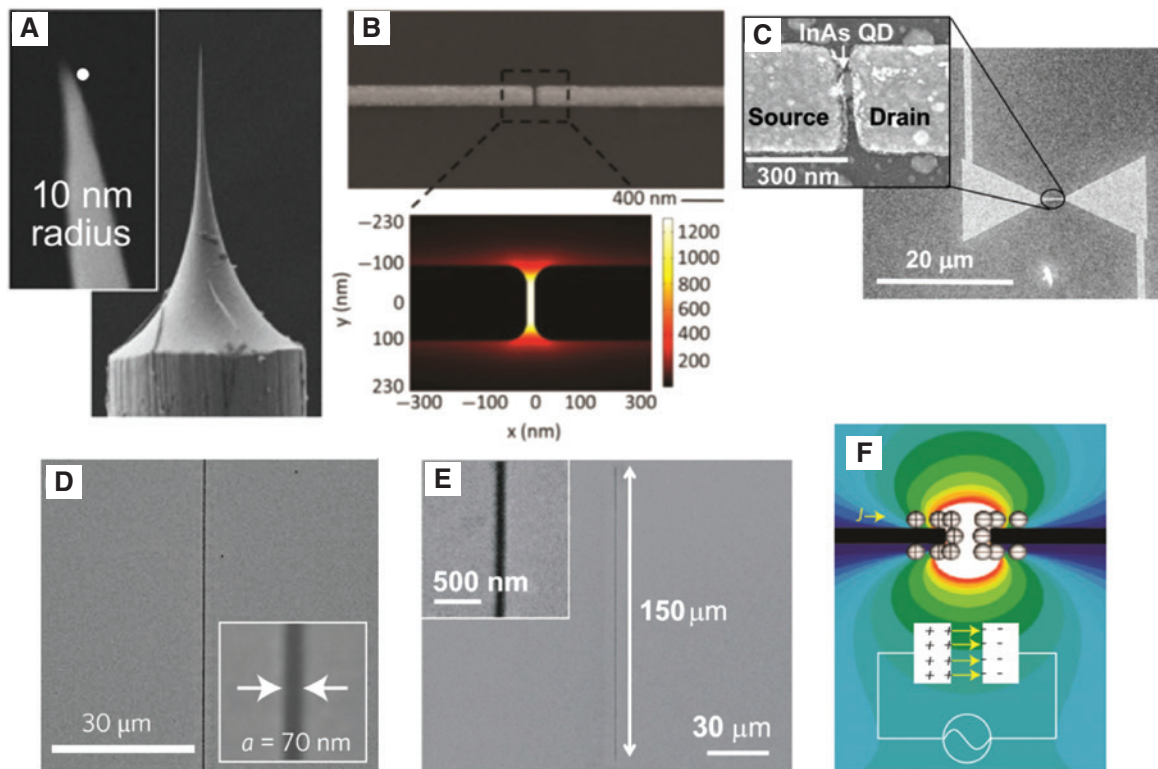 A
10 nm
radius
B
400 nm
−230
−100
0
100
230
y (nm)
−300
−100
0
100
300
x (nm)
1200
1000
800
600
400
200
C
InAs QD
Source
Drain
300 nm
20 μm
D
30 μm
a = 70 nm
E
500 nm
150 μm
30 μm
F
J
+ + - -
+ + - -
+ + - -
+ + - -